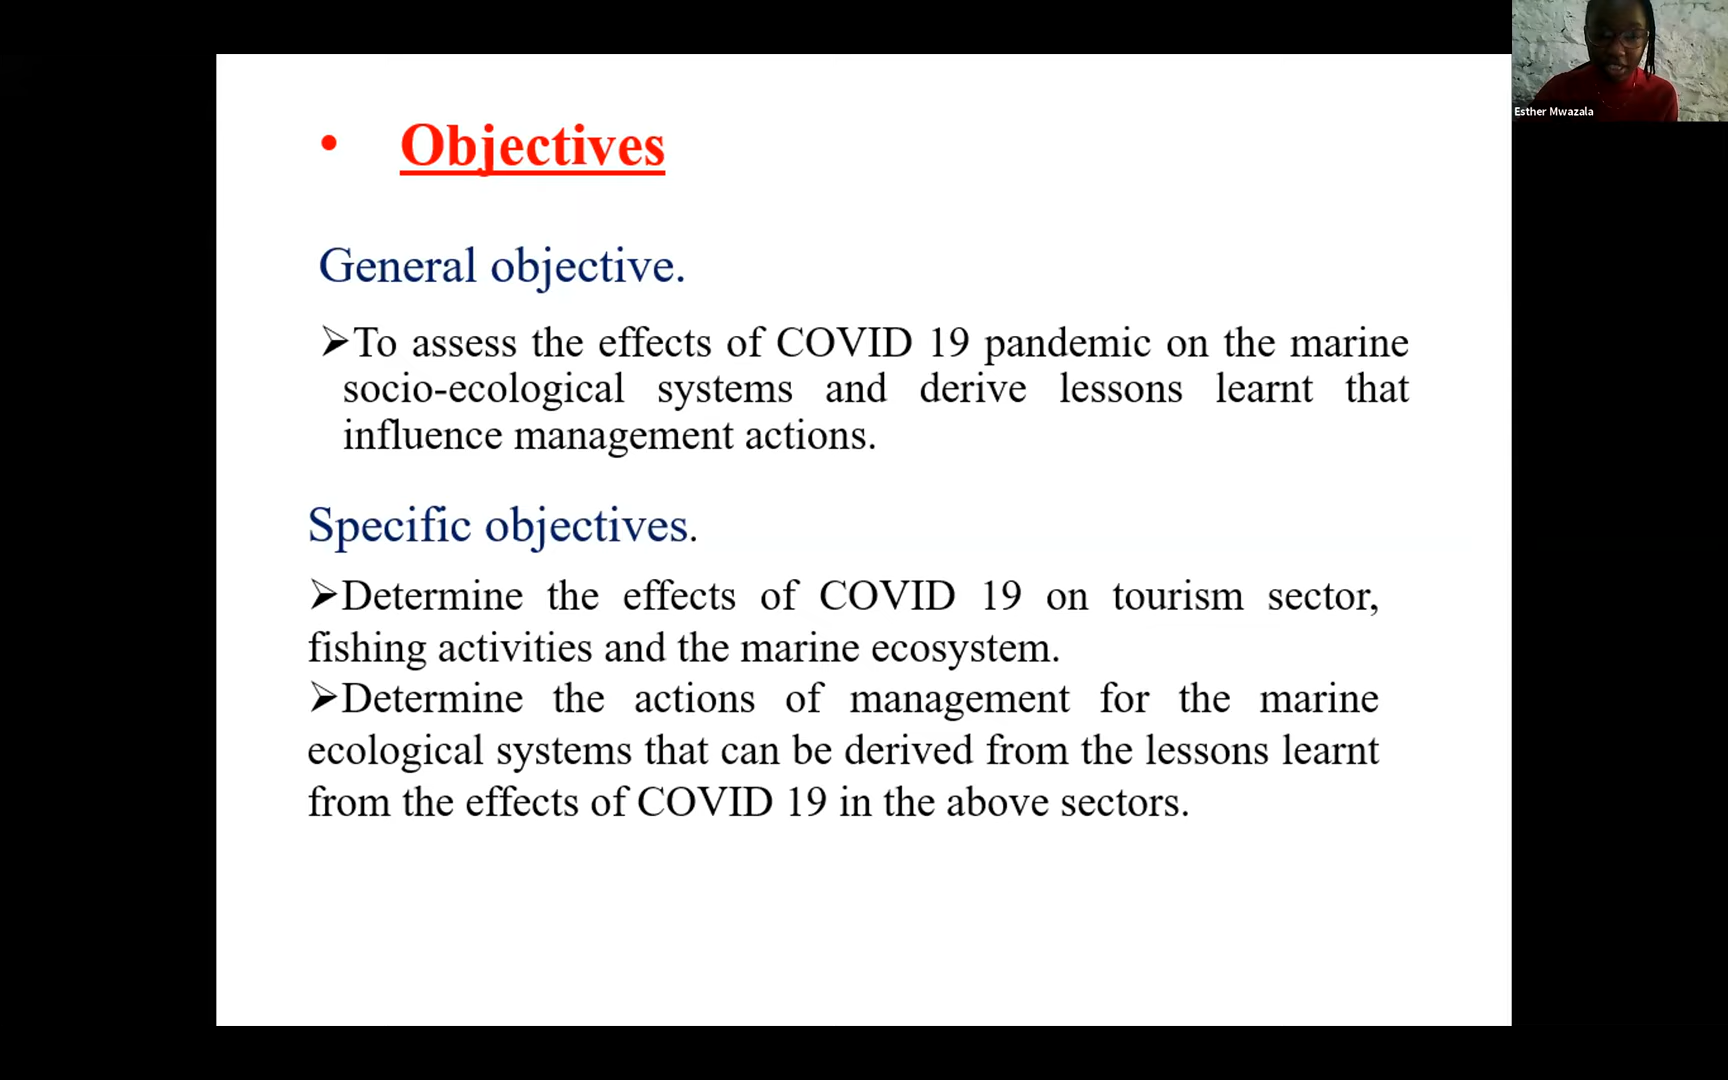 Esther Mwazala
• Objectives
General objective.
➢To assess the effects of COVID 19 pandemic on the marine
socio-ecological systems and derive lessons learnt that
influence management actions.
Specific objectives.
➢Determine the effects of COVID 19 on tourism sector,
fishing activities and the marine ecosystem.
➢Determine the actions of management for the marine
ecological systems that can be derived from the lessons learnt
from the effects of COVID 19 in the above sectors.